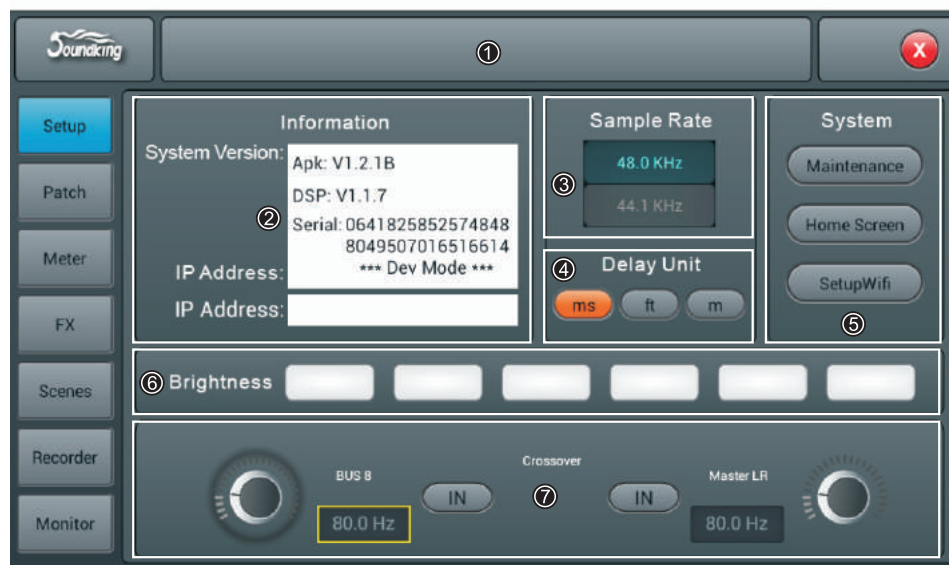 Soundking
①
X
Setup
Patch
Meter
FX
Scenes
Recorder
Monitor
Information
System Version:
Apk: V1.2.1B
DSP: V1.1.7
②
Serial: 0641825852574848
8049507016516614
*** Dev Mode ***
IP Address:
IP Address:
Sample Rate
48.0 KHz
③
44.1 KHz
④ Delay Unit
ms ft m
System
Maintenance
Home Screen
SetupWifi
⑤
⑥ Brightness
Crossover
BUS 8
IN
80.0 Hz
⑦
Master LR
IN
80.0 Hz